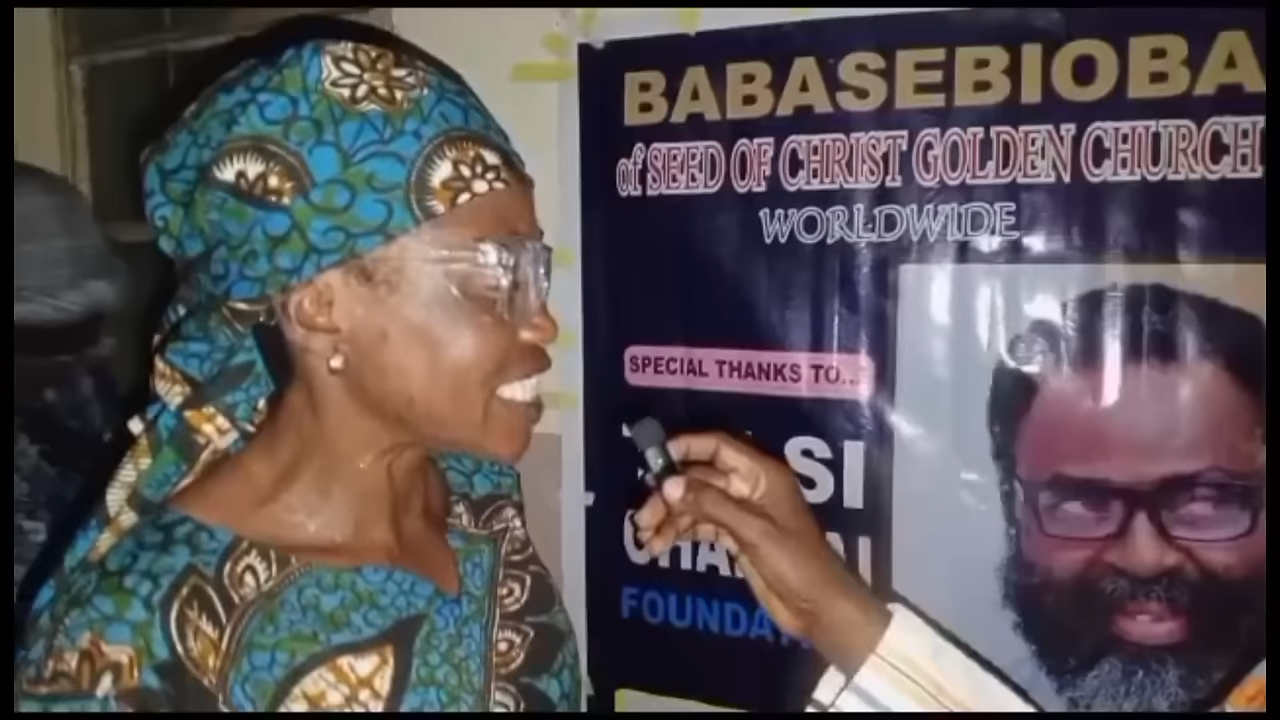 BABASEBIOBA
of SEED OF CHRIST GOLDEN CHURCH
WORLDWIDE
SPECIAL THANKS TO...